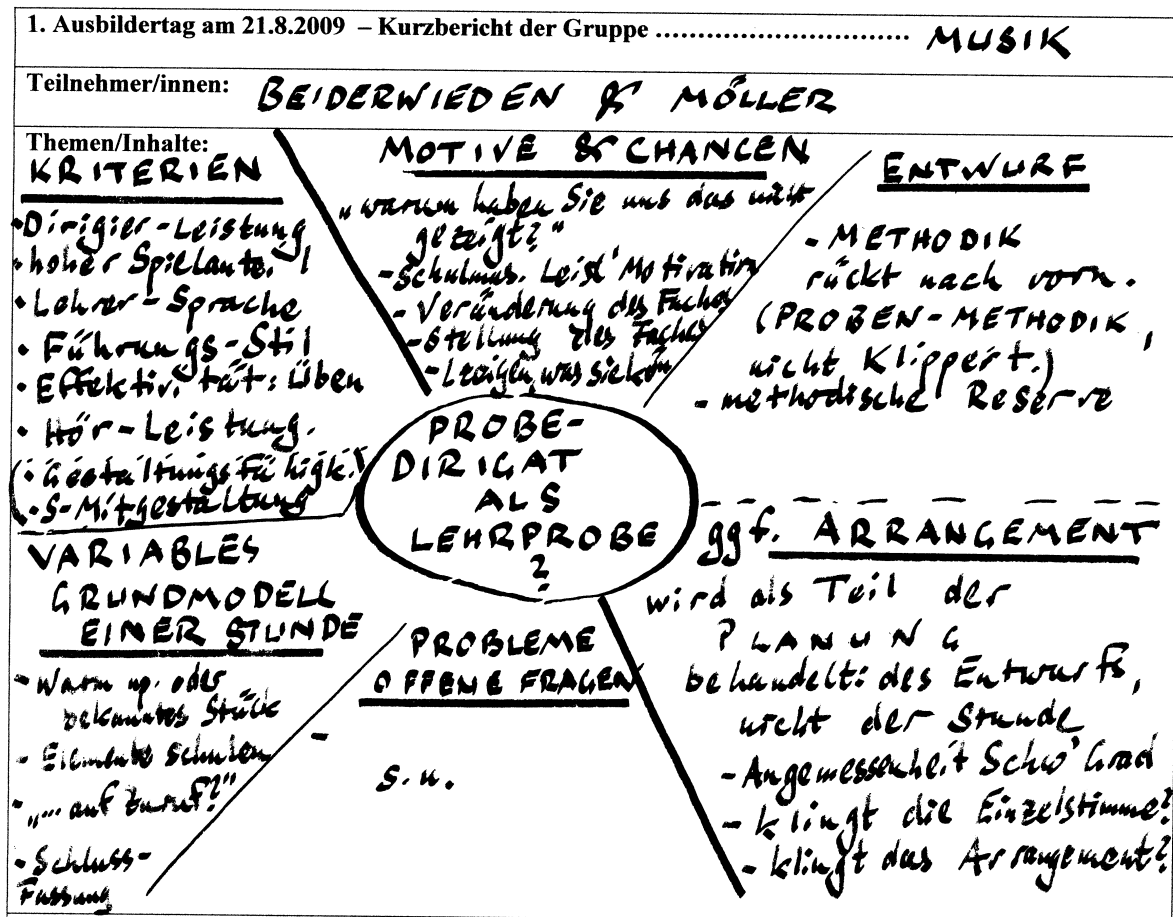 1. Ausbildertag am 21.8.2009 – Kurzbericht der Gruppe .............................. MUSIK
Teilnehmer/innen: BEIDERWIEDEN & MÖLLER
Themen/Inhalte:
KRITERIEN
• Dirigier-Leistung
• hoher Spielante. l
• Lehrer-Sprache
• Führungs-Stil
• Effektivität: Üben
• Hör-Leistung.
(• Gestaltungsfähigk.)
• S-Mitgestaltung
MOTIVE & CHANCEN
„warum haben Sie uns das nicht
gezeigt?"
- Schulmus. Leist' Motivation
- Veränderung des Faches
- Stellung des Faches
- L zeigen, was sie kön
ENTWURF
- METHODIK
rückt nach vorn.
(PROBEN-METHODIK,
nicht Klippert.)
- methodische Reserve
PROBE-
DIRIGAT
ALS
LEHRPROBE
?
VARIABLES
GRUNDMODELL
EINER STUNDE
- Warm up. oder
bekanntes Stück
- Elemente schulen
- „... auf Zuruf?"
- Schluss-
Fassung
PROBLEME
OFFENE FRAGEN
-
s. u.
ggf. ARRANGEMENT
wird als Teil der
PLANUNG
behandelt: des Entwurfs,
nicht der Stunde
- Angemessenheit Schw' Grad
- klingt die Einzelstimme?
- klingt das Arrangement?